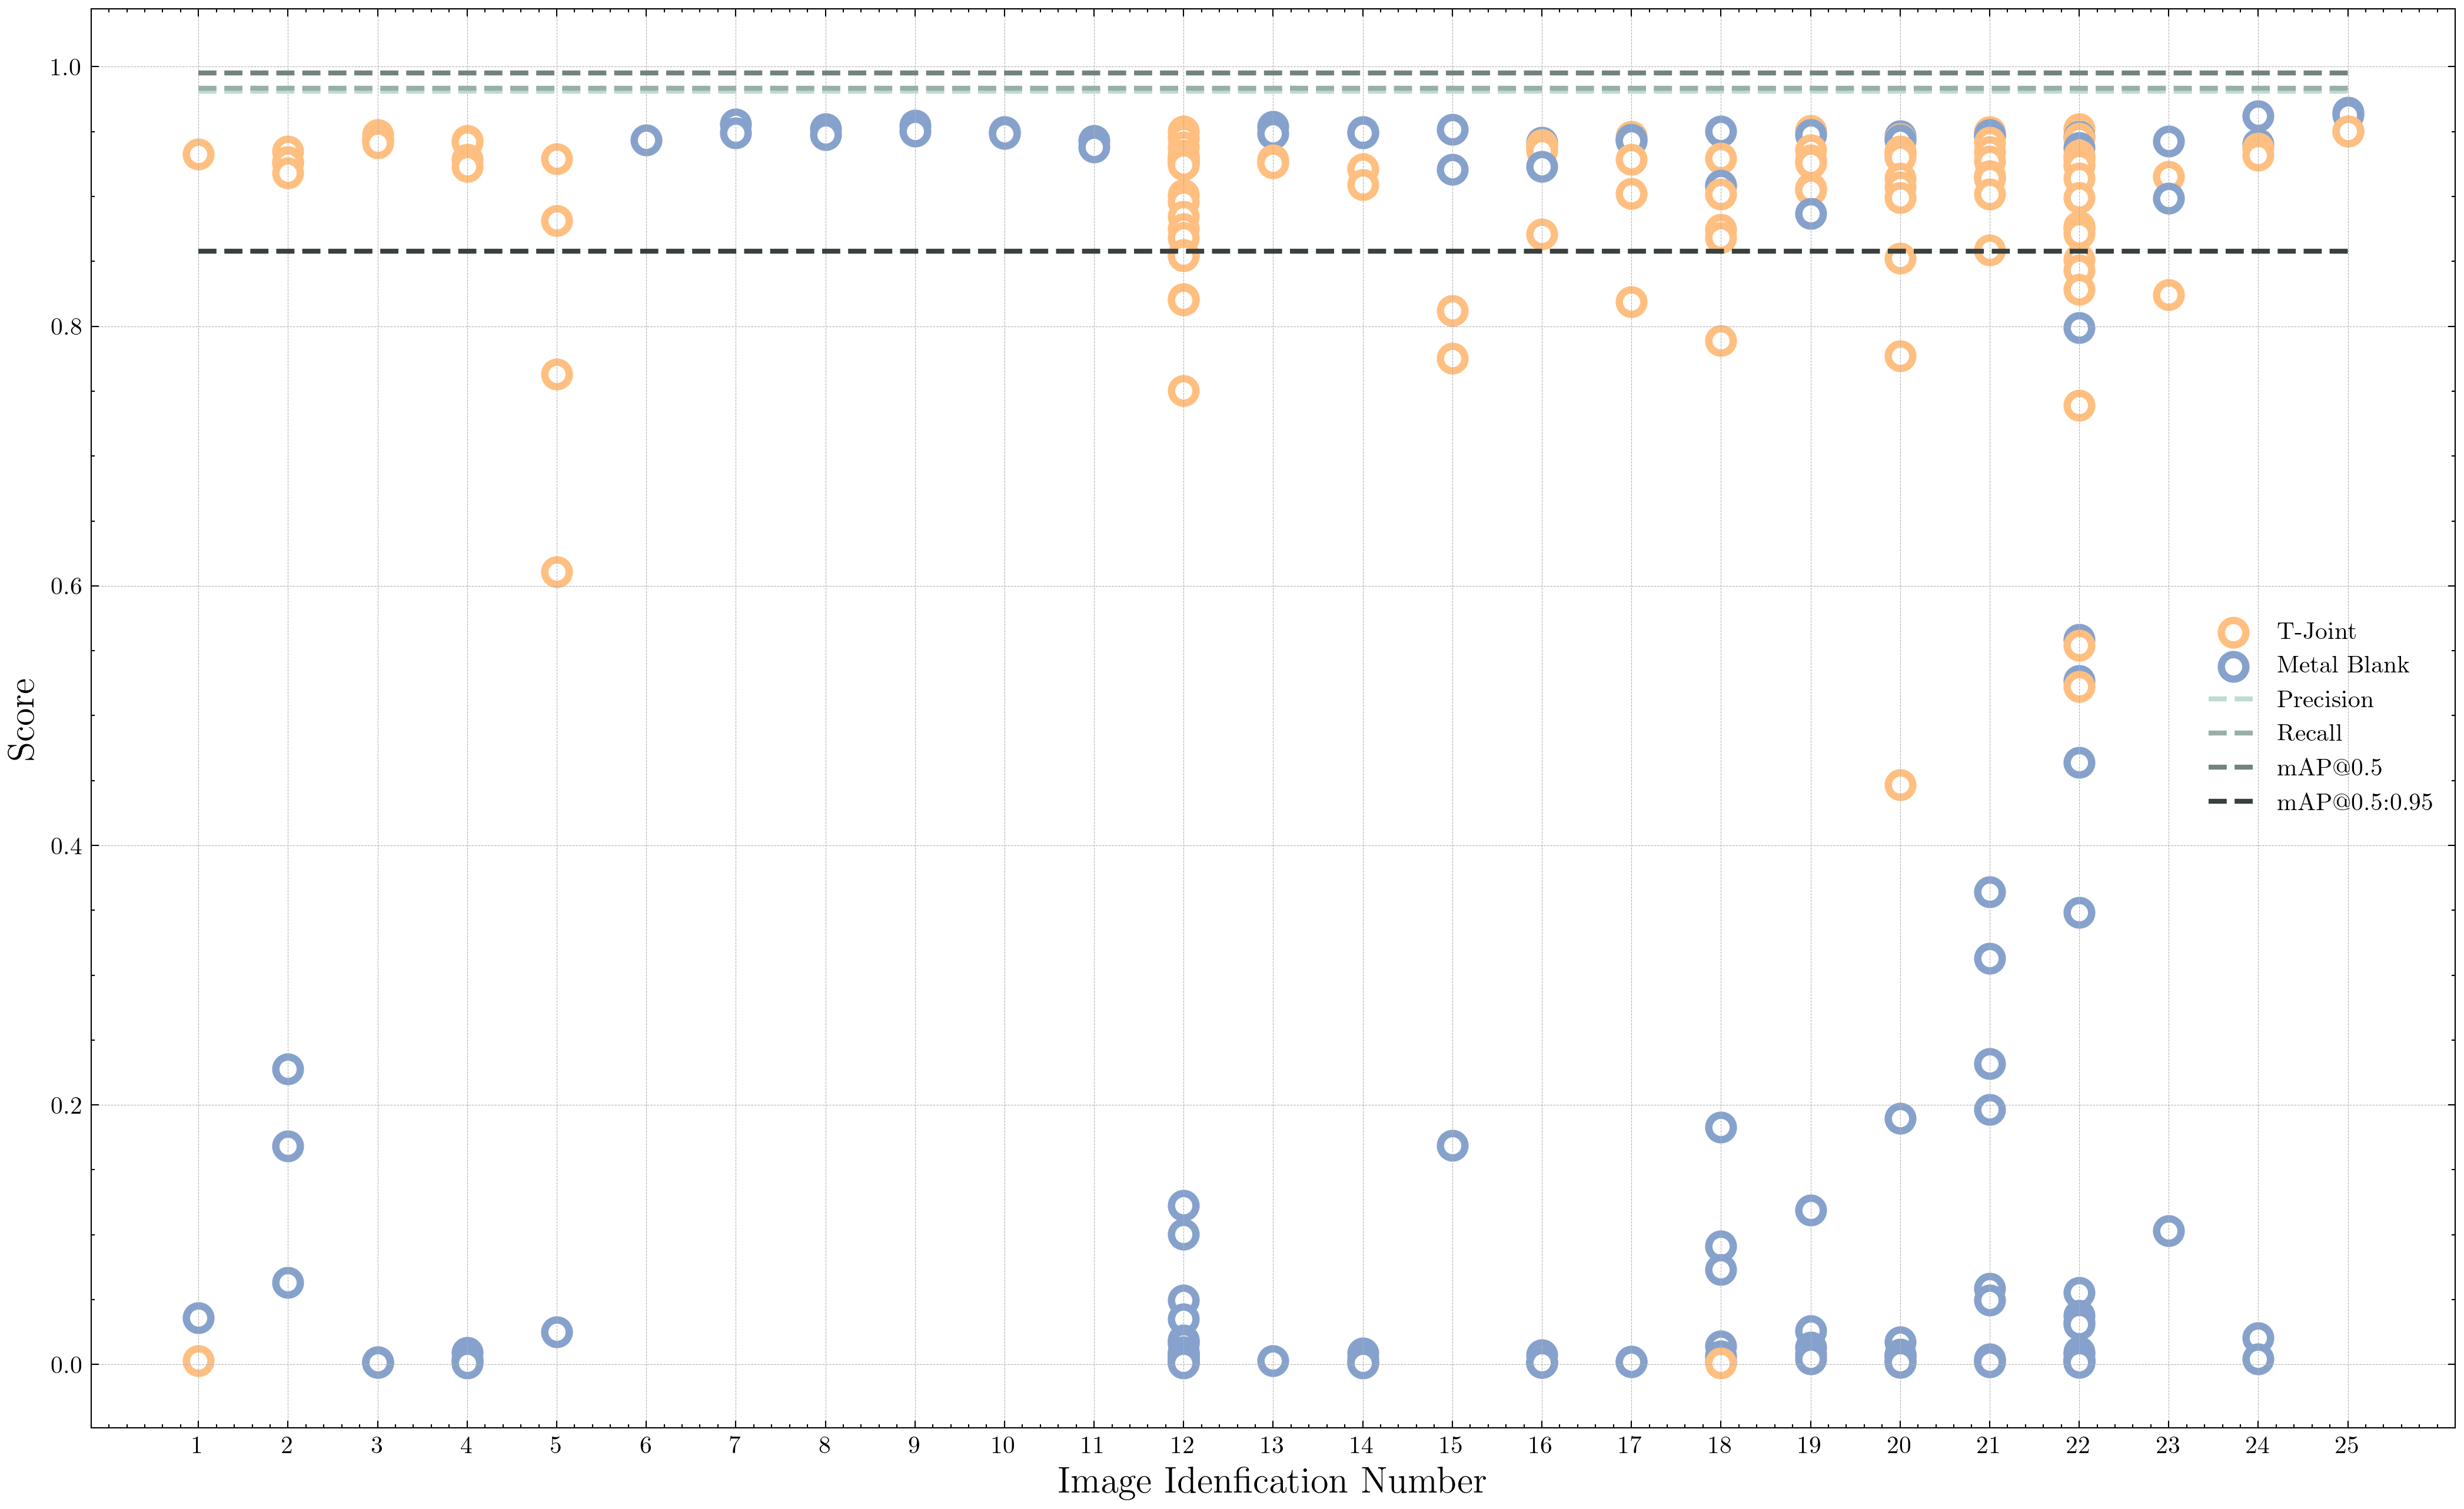 1.0
0.8
0.6
0.4
0.2
0.0
Score
T-Joint
Metal Blank
Precision
Recall
mAP@0.5
mAP@0.5:0.95
1 2 3 4 5 6 7 8 9 10 11 12 13 14 15 16 17 18 19 20 21 22 23 24 25
Image Idenfication Number